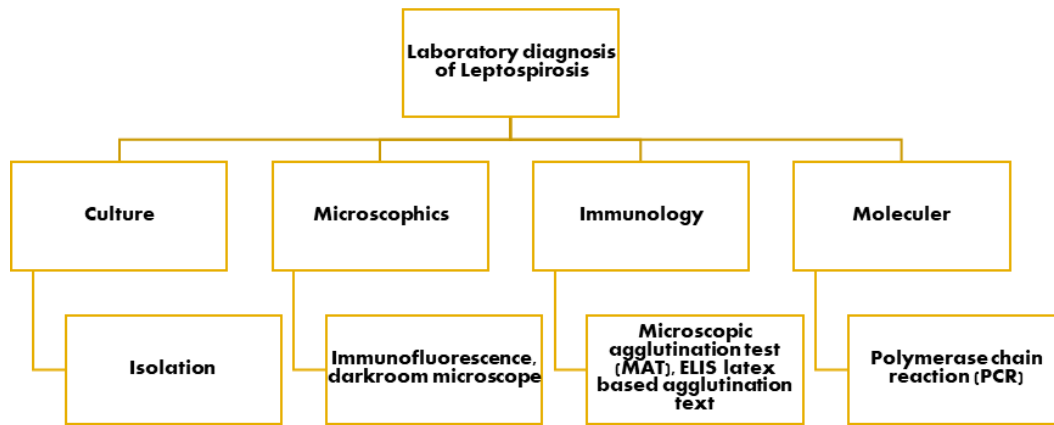 Laboratory diagnosis
of Leptospirosis
Culture
Microscophics
Immunology
Moleculer
Isolation
Immunofluorescence,
darkroom microscope
Microscopic
agglutination test
(MAT), ELIS latex
based agglutination
text
Polymerase chain
reaction (PCR)